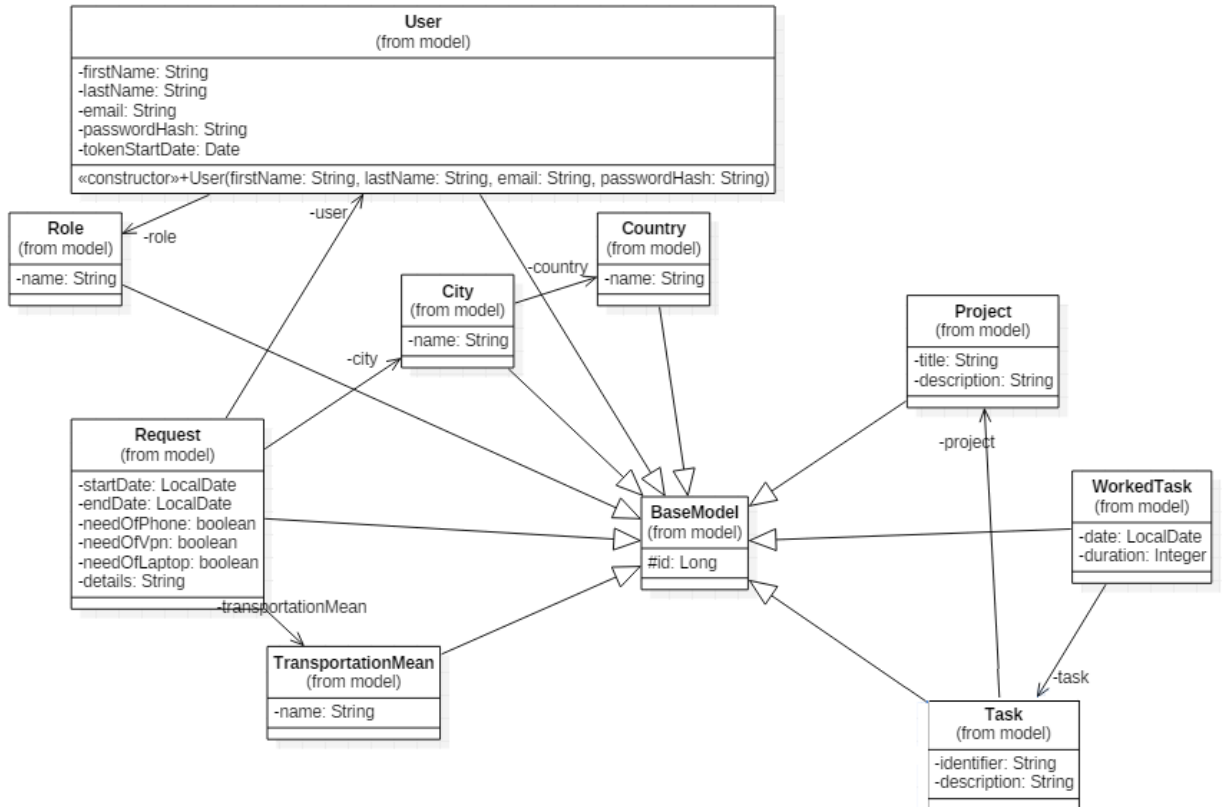 User
(from model)
-firstName: String
-lastName: String
-email: String
-passwordHash: String
-tokenStartDate: Date
«constructor»+User(firstName: String, lastName: String, email: String, passwordHash: String)
-user
-role
Role
(from model)
-name: String
Country
(from model)
-name: String
-country
City
(from model)
-name: String
-city
Project
(from model)
-title: String
-description: String
-project
Request
(from model)
-startDate: LocalDate
-endDate: LocalDate
-needOfPhone: boolean
-needOfVpn: boolean
-needOfLaptop: boolean
-details: String
-transportationMean
BaseModel
(from model)
#id: Long
WorkedTask
(from model)
-date: LocalDate
-duration: Integer
-task
TransportationMean
(from model)
-name: String
Task
(from model)
-identifier: String
-description: String